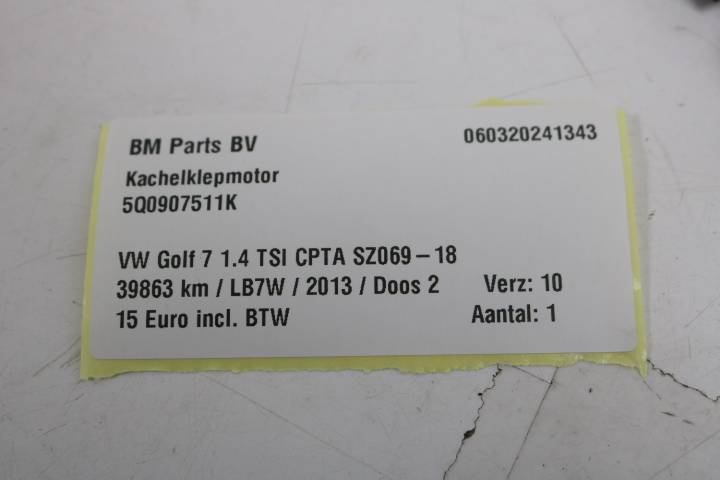 BM Parts BV 060320241343
Kachelklepmotor
5Q0907511K
VW Golf 7 1.4 TSI CPTA SZ069-18
39863 km / LB7W / 2013 / Doos 2 Verz: 10
15 Euro incl. BTW Aantal: 1